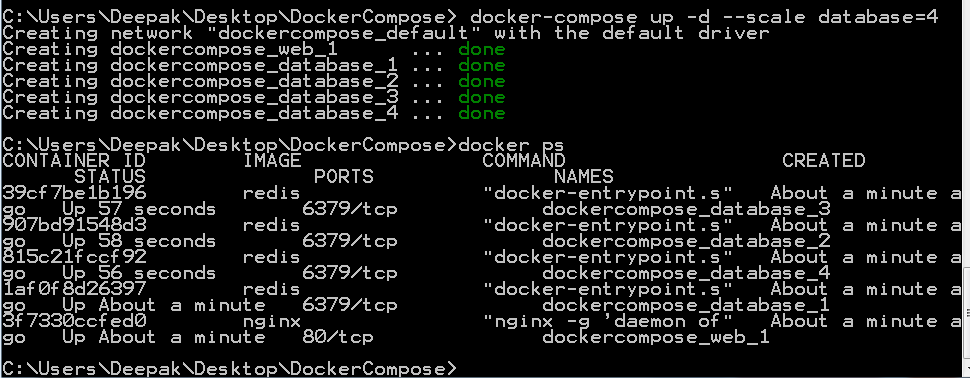 C:\Users\Deepak\Desktop\DockerCompose> docker-compose up -d --scale database=4
Creating network "dockercompose_default" with the default driver
Creating dockercompose_web_1      ... done
Creating dockercompose_database_1 ... done
Creating dockercompose_database_2 ... done
Creating dockercompose_database_3 ... done
Creating dockercompose_database_4 ... done
C:\Users\Deepak\Desktop\DockerCompose>docker ps
CONTAINER ID        IMAGE               COMMAND                  CREATED
      STATUS              PORTS               NAMES
39cf7be1b196        redis               "docker-entrypoint.s"   About a minute a
go   Up 57 seconds       6379/tcp            dockercompose_database_3
907bd91548d3        redis               "docker-entrypoint.s"   About a minute a
go   Up 58 seconds       6379/tcp            dockercompose_database_2
815c21fccf92        redis               "docker-entrypoint.s"   About a minute a
go   Up 56 seconds       6379/tcp            dockercompose_database_4
1af0f8d26397        redis               "docker-entrypoint.s"   About a minute a
go   Up About a minute   6379/tcp            dockercompose_database_1
3f7330ccfed0        nginx               "nginx -g 'daemon of"   About a minute a
go   Up About a minute   80/tcp              dockercompose_web_1
C:\Users\Deepak\Desktop\DockerCompose>